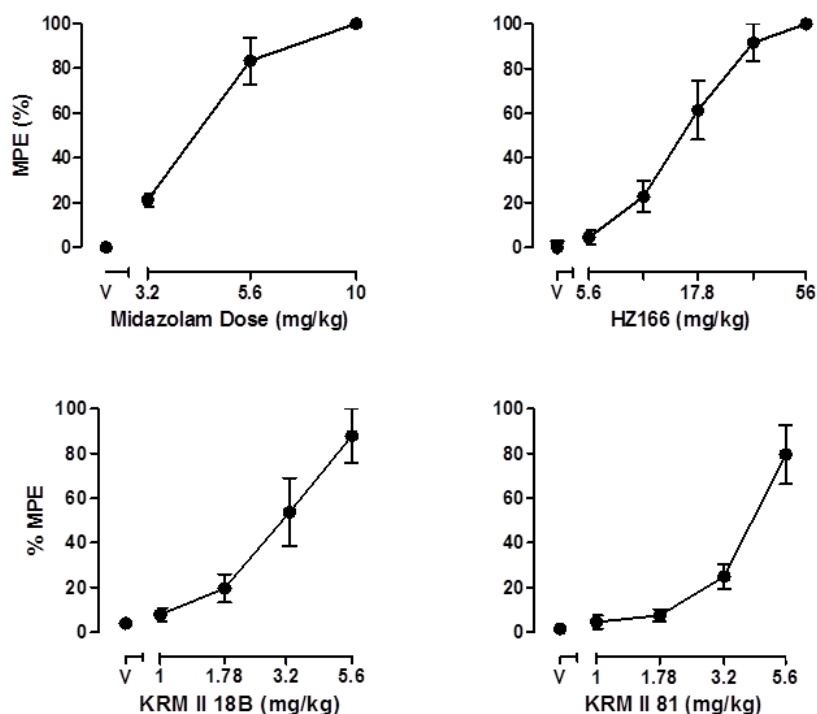 100
80
60
40
20
0
MPE (%)
V 3.2 5.6 10
Midazolam Dose (mg/kg)
100
80
60
40
20
0
V 5.6 17.8 56
HZ166 (mg/kg)
100
80
60
40
20
0
% MPE
V 1 1.78 3.2 5.6
KRM II 18B (mg/kg)
100
80
60
40
20
0
V 1 1.78 3.2 5.6
KRM II 81 (mg/kg)